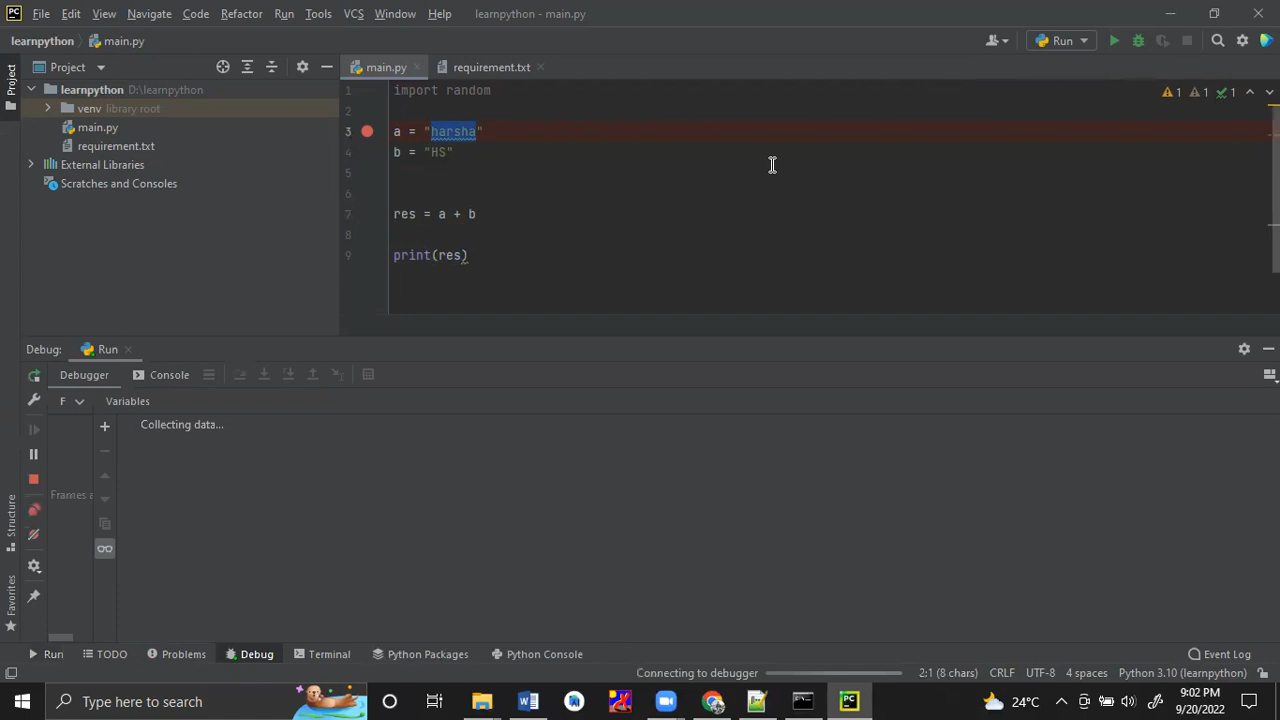 File Edit View Navigate Code Refactor Run Tools VCS Window Help learnpython - main.py
learnpython main.py Run
Project main.py requirement.txt
learnpython D:\learnpython
venv library root
main.py
requirement.txt
External Libraries
Scratches and Consoles
1 import random
2
3 a = "harsha"
4 b = "HS"
5
6
7 res = a + b
8
9 print(res)
1 1 1
Project
Structure
Favorites
Debug: Run
Debugger Console
F Variables
Collecting data...
Frames a
Run TODO Problems Debug Terminal Python Packages Python Console Event Log
Connecting to debugger 2:1 (8 chars) CRLF UTF-8 4 spaces Python 3.10 (learnpython)
Type here to search 24°C 9:02 PM
9/20/2022